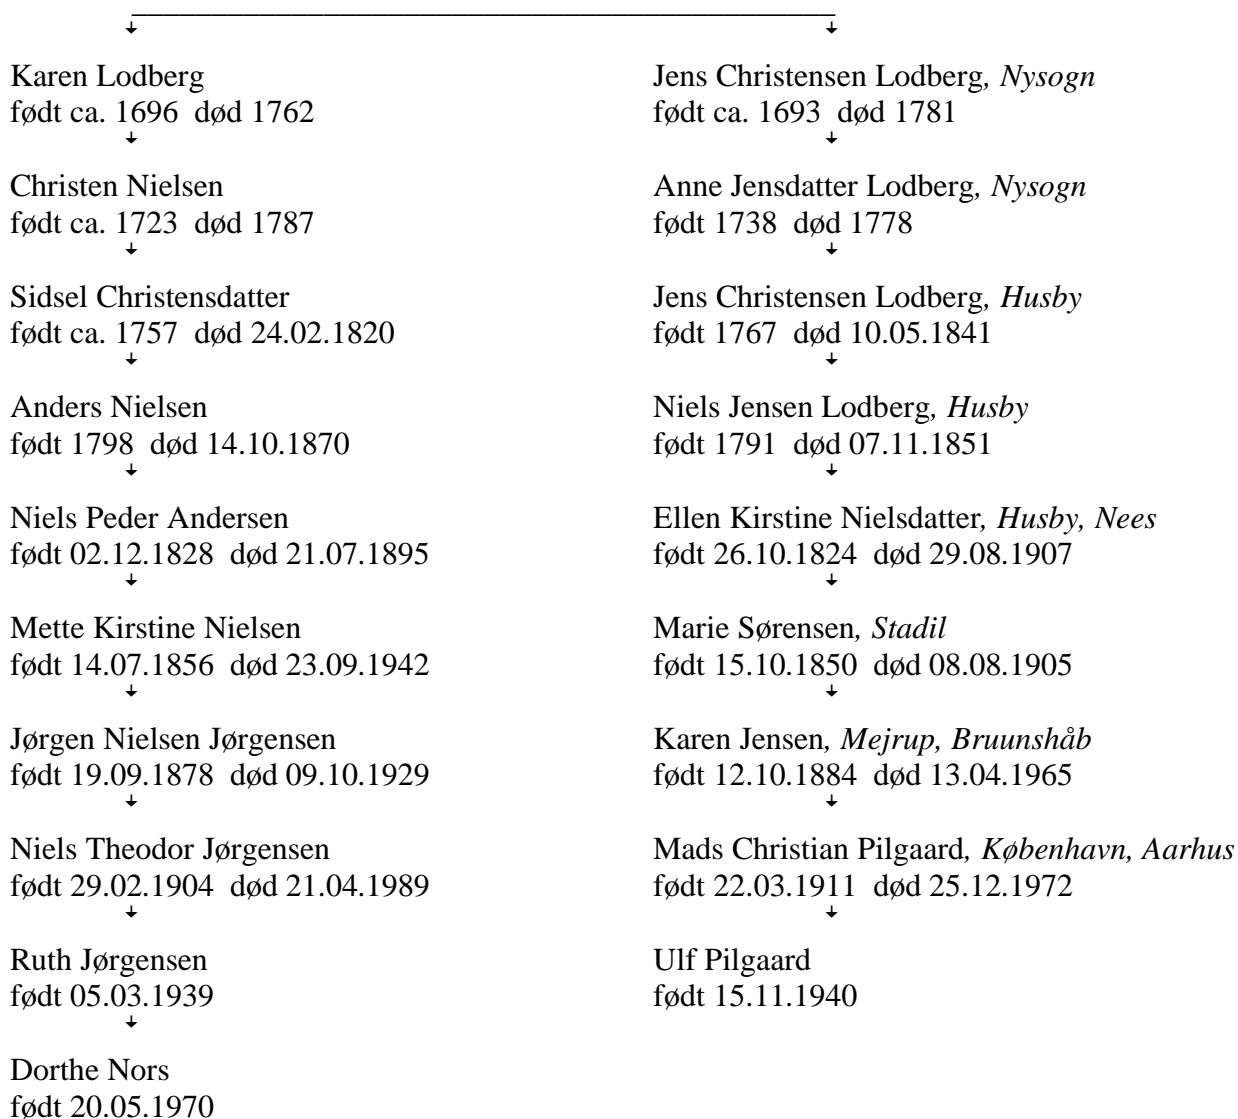 Karen Lodberg
født ca. 1696  død 1762
Jens Christensen Lodberg, Nysogn
født ca. 1693  død 1781
Christen Nielsen
født ca. 1723  død 1787
Anne Jensdatter Lodberg, Nysogn
født 1738  død 1778
Sidsel Christensdatter
født ca. 1757  død 24.02.1820
Jens Christensen Lodberg, Husby
født 1767  død 10.05.1841
Anders Nielsen
født 1798  død 14.10.1870
Niels Jensen Lodberg, Husby
født 1791  død 07.11.1851
Niels Peder Andersen
født 02.12.1828  død 21.07.1895
Ellen Kirstine Nielsdatter, Husby, Nees
født 26.10.1824  død 29.08.1907
Mette Kirstine Nielsen
født 14.07.1856  død 23.09.1942
Marie Sørensen, Stadil
født 15.10.1850  død 08.08.1905
Jørgen Nielsen Jørgensen
født 19.09.1878  død 09.10.1929
Karen Jensen, Mejrup, Bruunshåb
født 12.10.1884  død 13.04.1965
Niels Theodor Jørgensen
født 29.02.1904  død 21.04.1989
Mads Christian Pilgaard, København, Aarhus
født 22.03.1911  død 25.12.1972
Ruth Jørgensen
født 05.03.1939
Ulf Pilgaard
født 15.11.1940
Dorthe Nors
født 20.05.1970